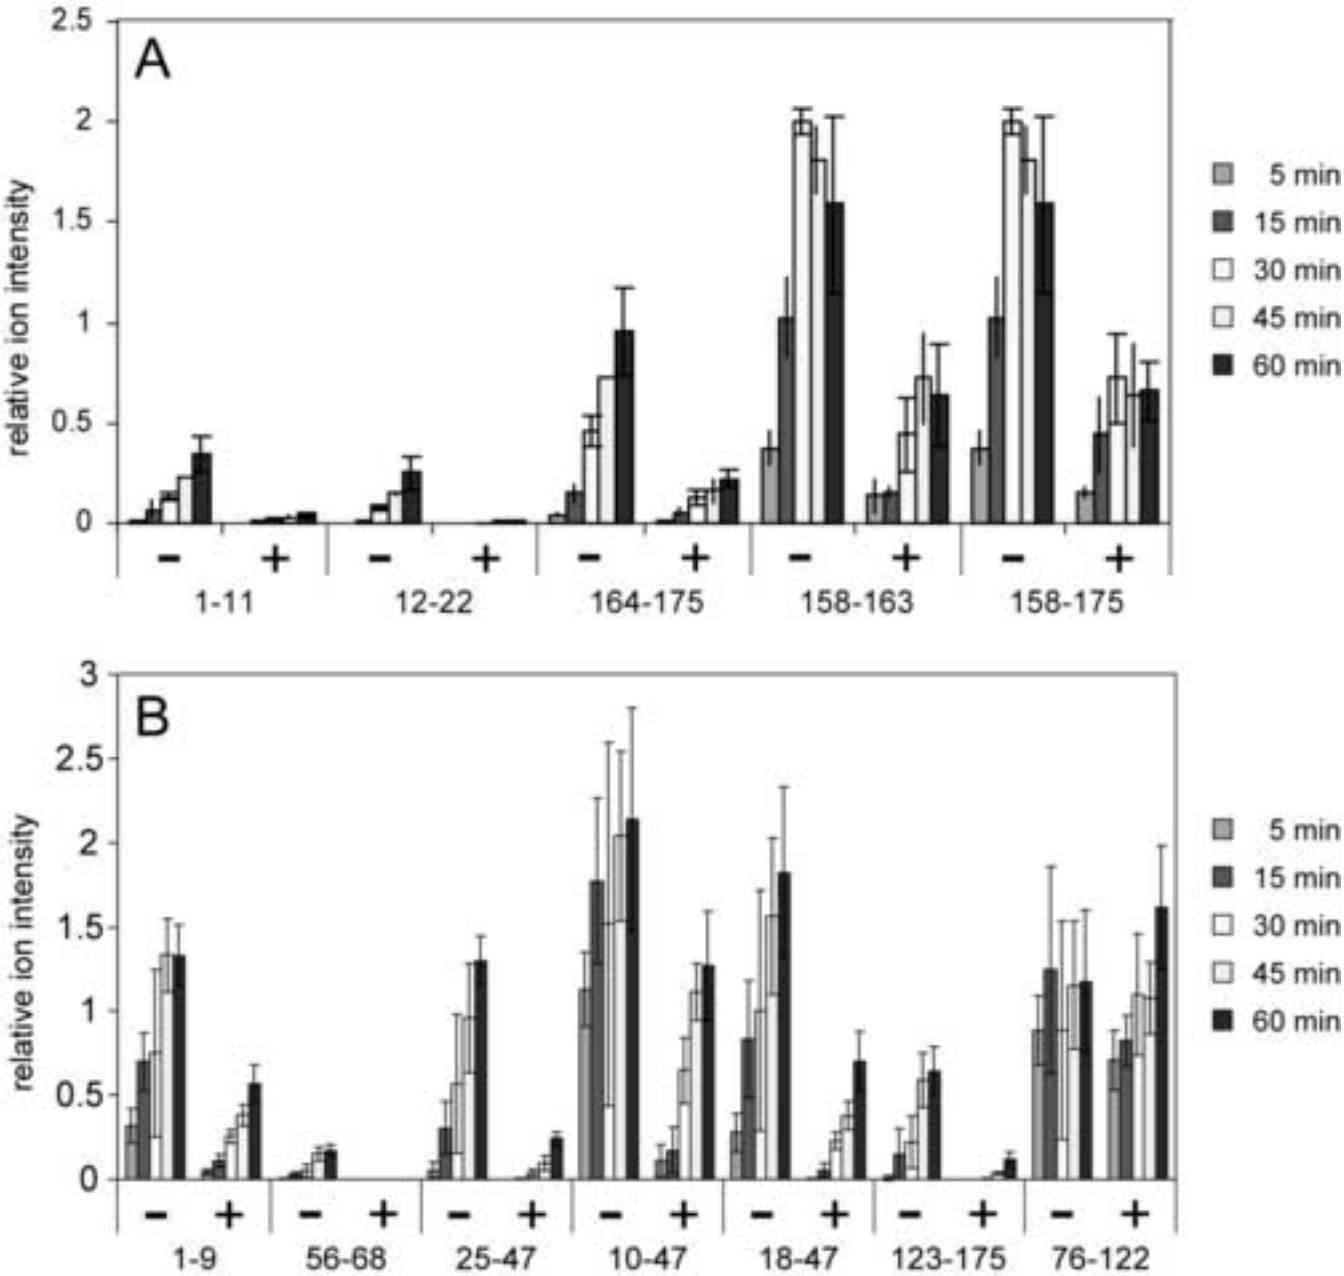 2.5
A
2
1.5
1
0.5
0
relative ion intensity
5 min
15 min
30 min
45 min
60 min
− + − + − + − + − +
1-11 12-22 164-175 158-163 158-175
3
B
2.5
2
1.5
1
0.5
0
relative ion intensity
5 min
15 min
30 min
45 min
60 min
− + − + − + − + − + − + − +
1-9 56-68 25-47 10-47 18-47 123-175 76-122